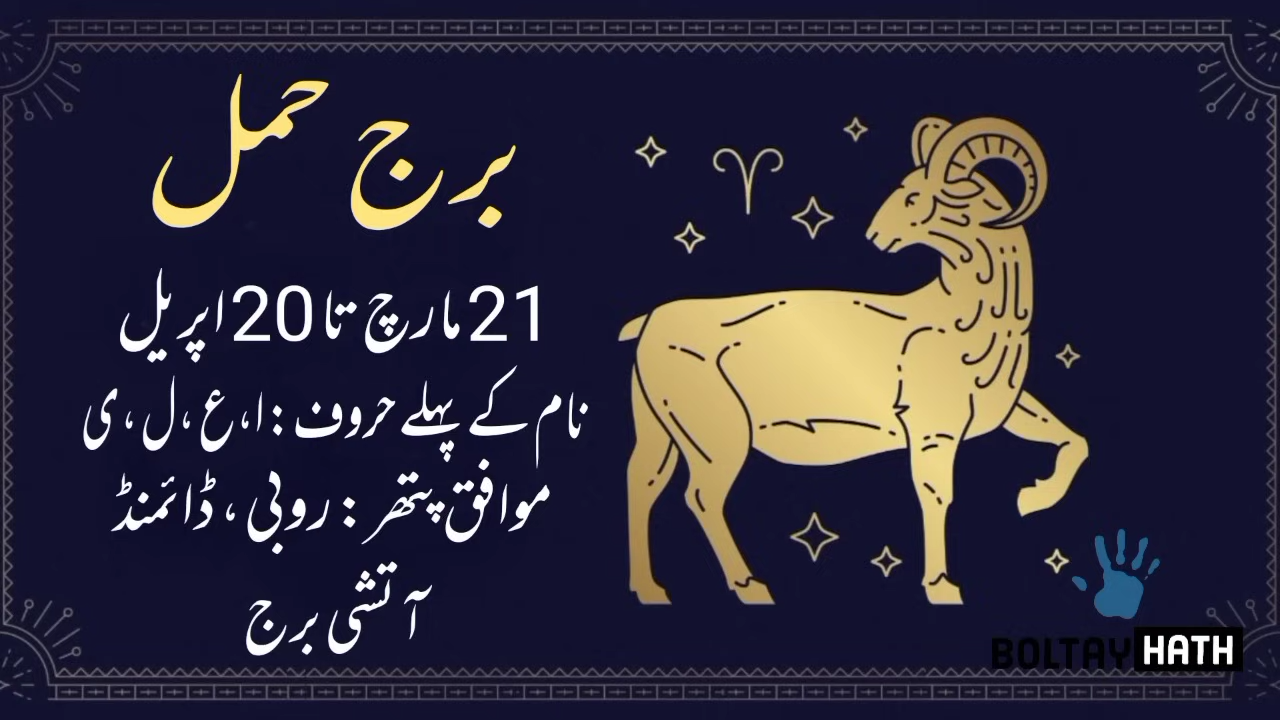 برج حمل
21 مارچ تا 20 اپریل
نام کے پہلے حروف : ا، ع ، ل ، ی
موافق پتھر : روبی ، ڈائمنڈ
آتشی برج
BOLTAY HATH